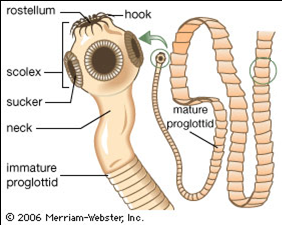 rostellum
hook
scolex
sucker
neck
mature
proglottid
immature
proglottid
© 2006 Merriam-Webster, Inc.